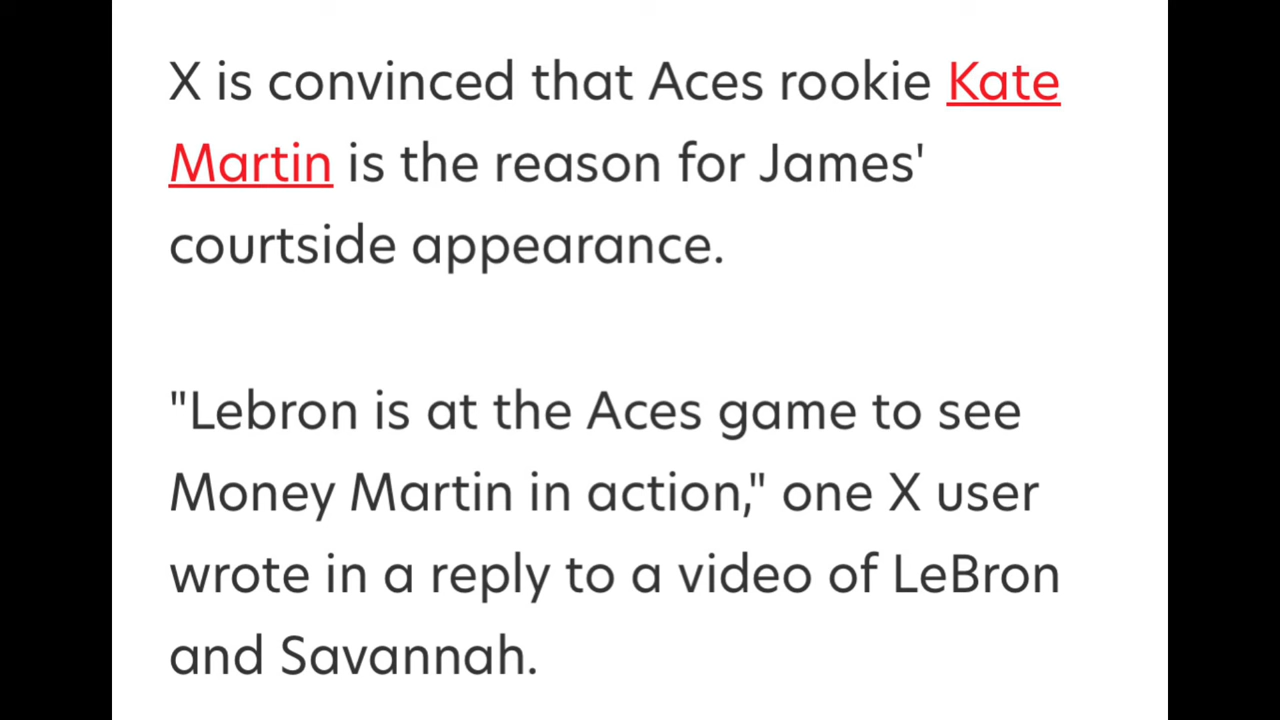 X is convinced that Aces rookie Kate
Martin is the reason for James'
courtside appearance.
"Lebron is at the Aces game to see
Money Martin in action," one X user
wrote in a reply to a video of LeBron
and Savannah.